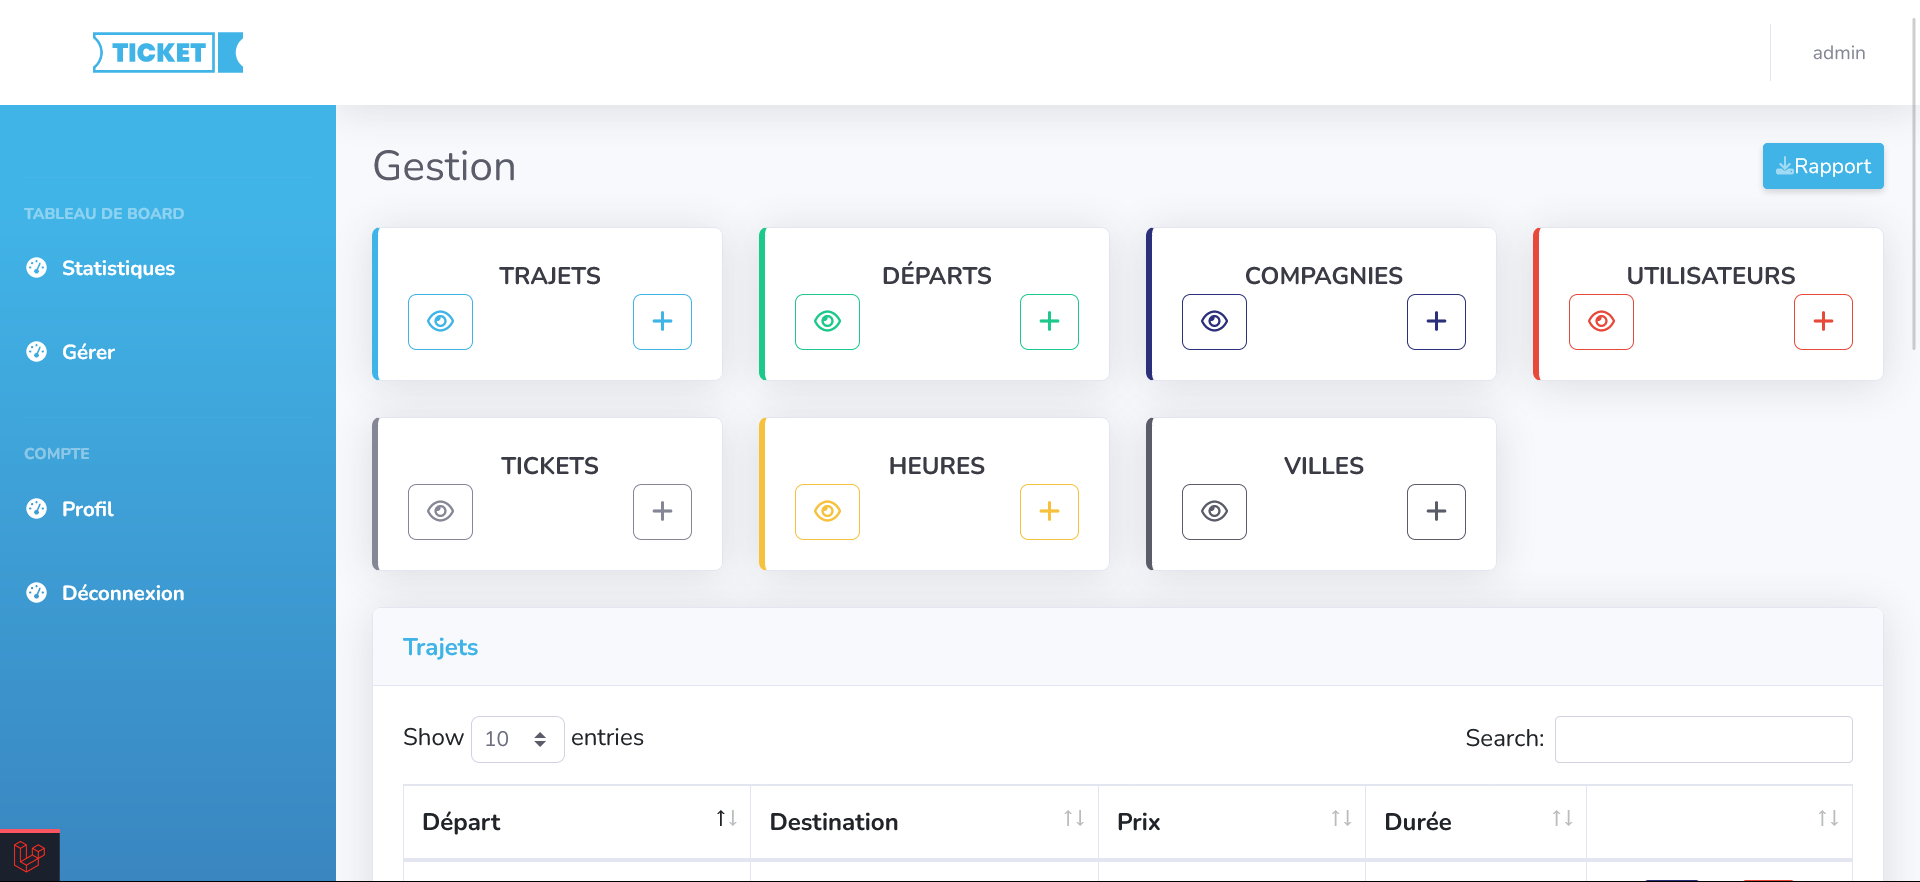 TICKET
admin
TABLEAU DE BOARD
Statistiques
Gérer
COMPTE
Profil
Déconnexion
Gestion
Rapport
TRAJETS
DÉPARTS
COMPAGNIES
UTILISATEURS
TICKETS
HEURES
VILLES
Trajets
Show 10 entries
Search:
Départ Destination Prix Durée